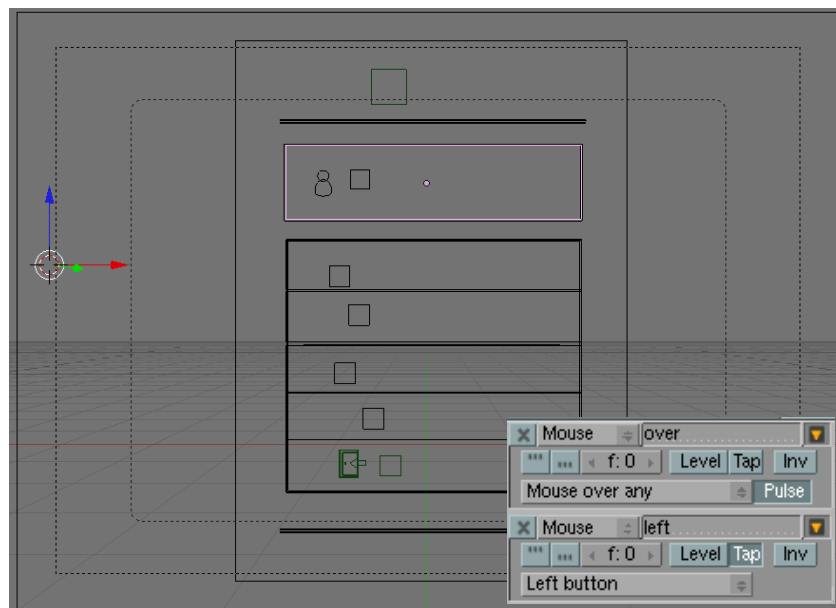 Mouse over
f: 0 Level Tap Inv
Mouse over any Pulse
Mouse left
f: 0 Level Tap Inv
Left button